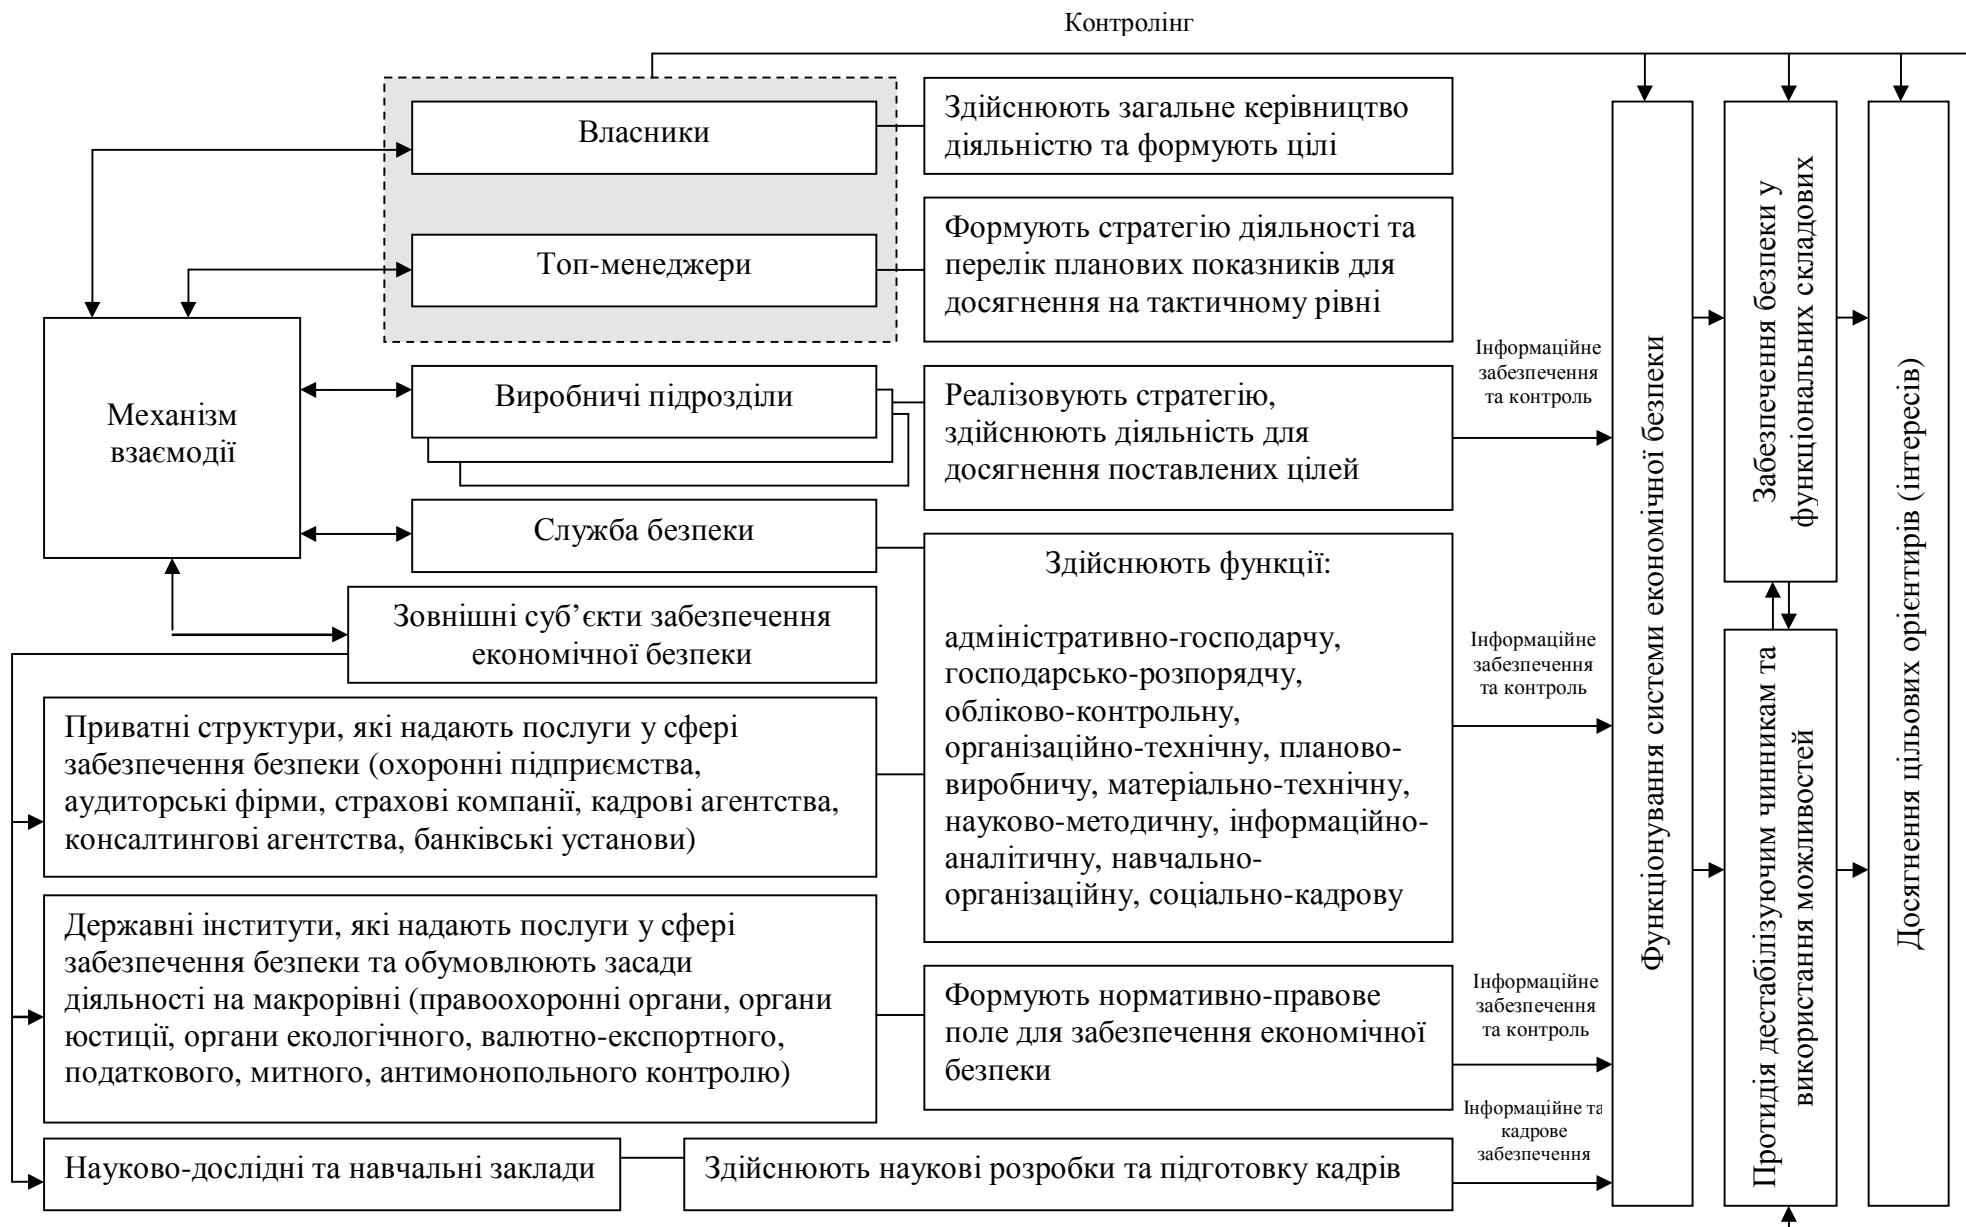 Контролінг
Власники
Здійснюють загальне керівництво
діяльністю та формують цілі
Топ-менеджери
Формують стратегію діяльності та
перелік планових показників для
досягнення на тактичному рівні
Механізм
взаємодії
Виробничі підрозділи
Реалізовують стратегію,
здійснюють діяльність для
досягнення поставлених цілей
Інформаційне
забезпечення
та контроль
Служба безпеки
Здійснюють функції:
адміністративно-господарчу,
господарсько-розпорядчу,
обліково-контрольну,
організаційно-технічну, планово-
виробничу, матеріально-технічну,
науково-методичну, інформаційно-
аналітичну, навчально-
організаційну, соціально-кадрову
Інформаційне
забезпечення
та контроль
Зовнішні суб’єкти забезпечення
економічної безпеки
Приватні структури, які надають послуги у сфері
забезпечення безпеки (охоронні підприємства,
аудиторські фірми, страхові компанії, кадрові агентства,
консалтингові агентства, банківські установи)
Державні інститути, які надають послуги у сфері
забезпечення безпеки та обумовлюють засади
діяльності на макрорівні (правоохоронні органи, органи
юстиції, органи екологічного, валютно-експортного,
податкового, митного, антимонопольного контролю)
Формують нормативно-правове
поле для забезпечення економічної
безпеки
Інформаційне
забезпечення
та контроль
Науково-дослідні та навчальні заклади
Здійснюють наукові розробки та підготовку кадрів
Інформаційне та
кадрове
забезпечення
Функціонування системи економічної безпеки
Забезпечення безпеки у
функціональних складових
Протидія дестабілізуючим чинникам та
використання можливостей
Досягнення цільових орієнтирів (інтересів)